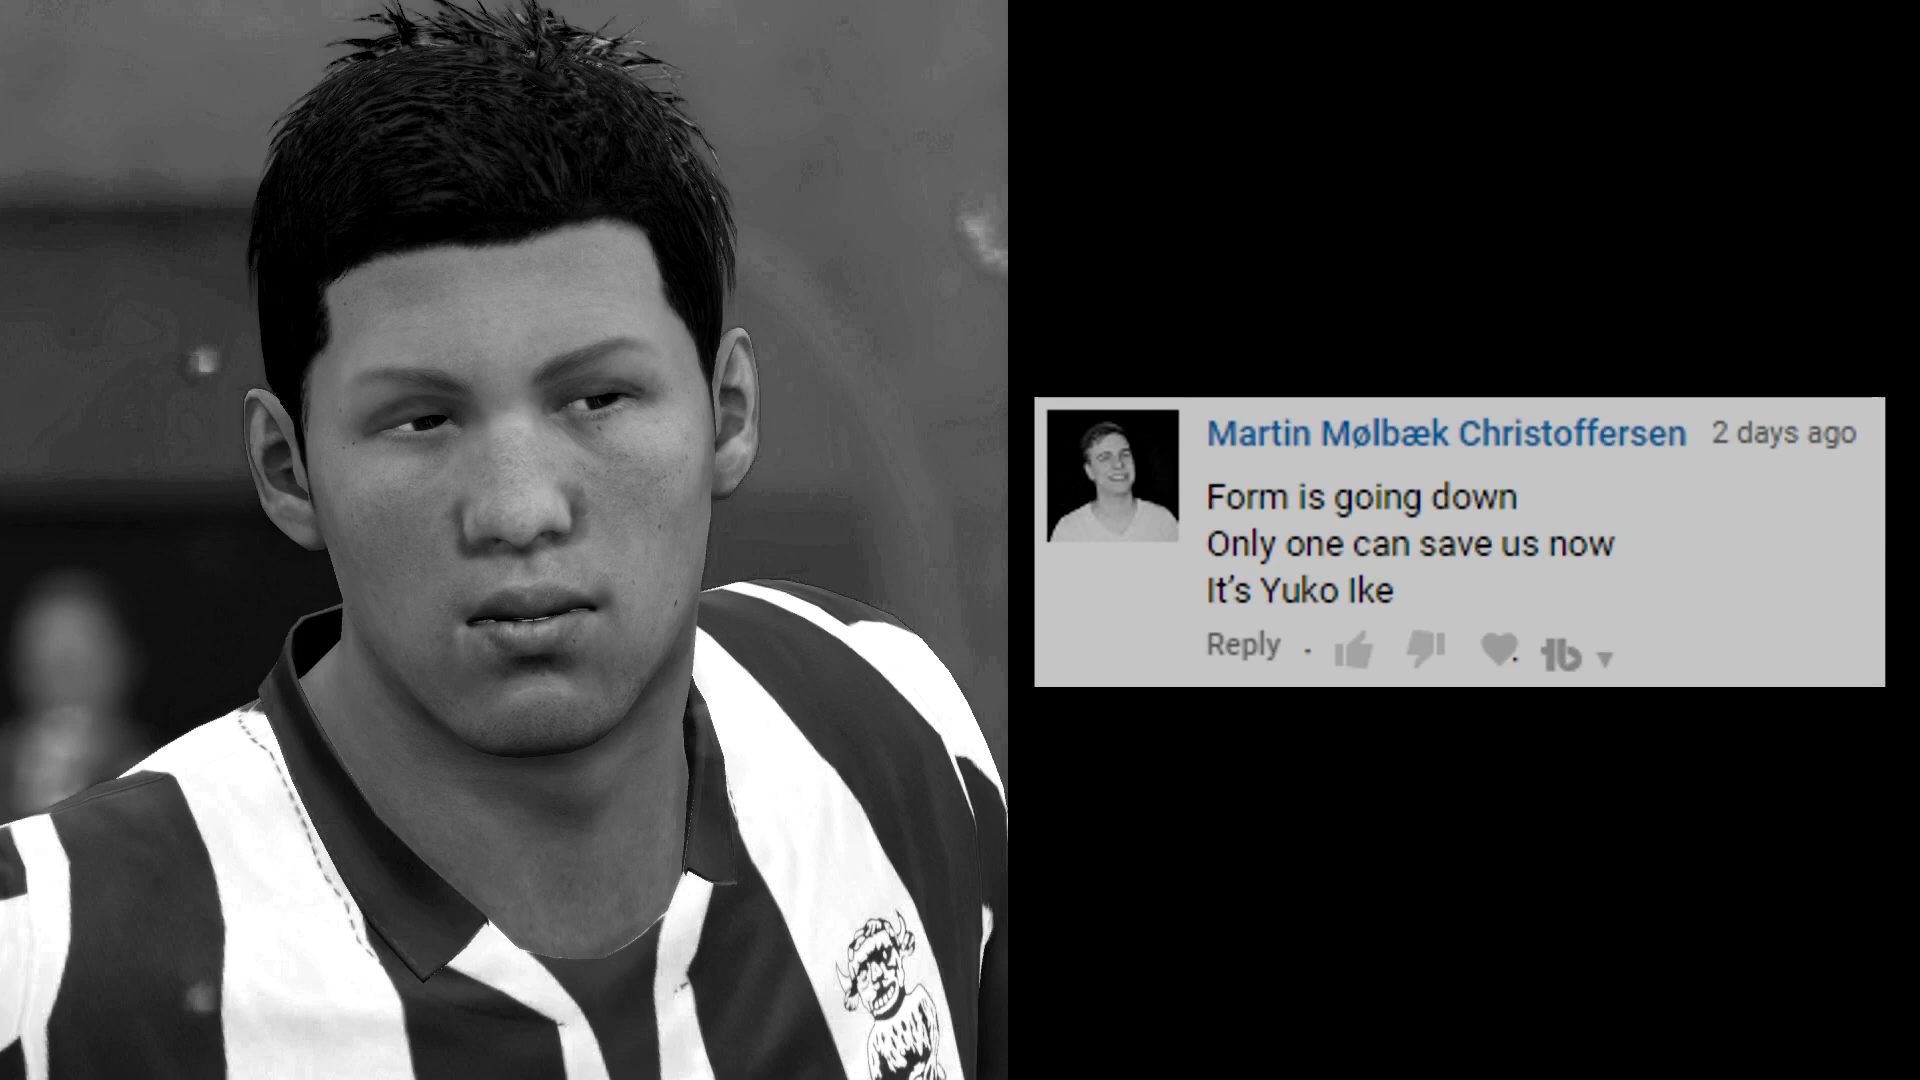 Martin Mølbæk Christoffersen 2 days ago
Form is going down
Only one can save us now
It's Yuko Ike
Reply